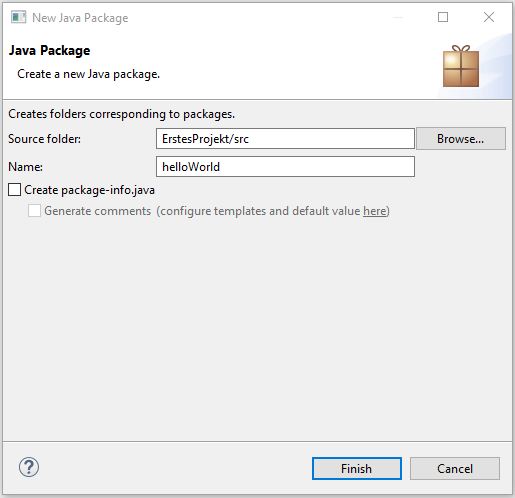 New Java Package
Java Package
Create a new Java package.
Creates folders corresponding to packages.
Source folder: ErstesProjekt/src Browse...
Name: helloWorld
Create package-info.java
Generate comments (configure templates and default value here)
? Finish Cancel